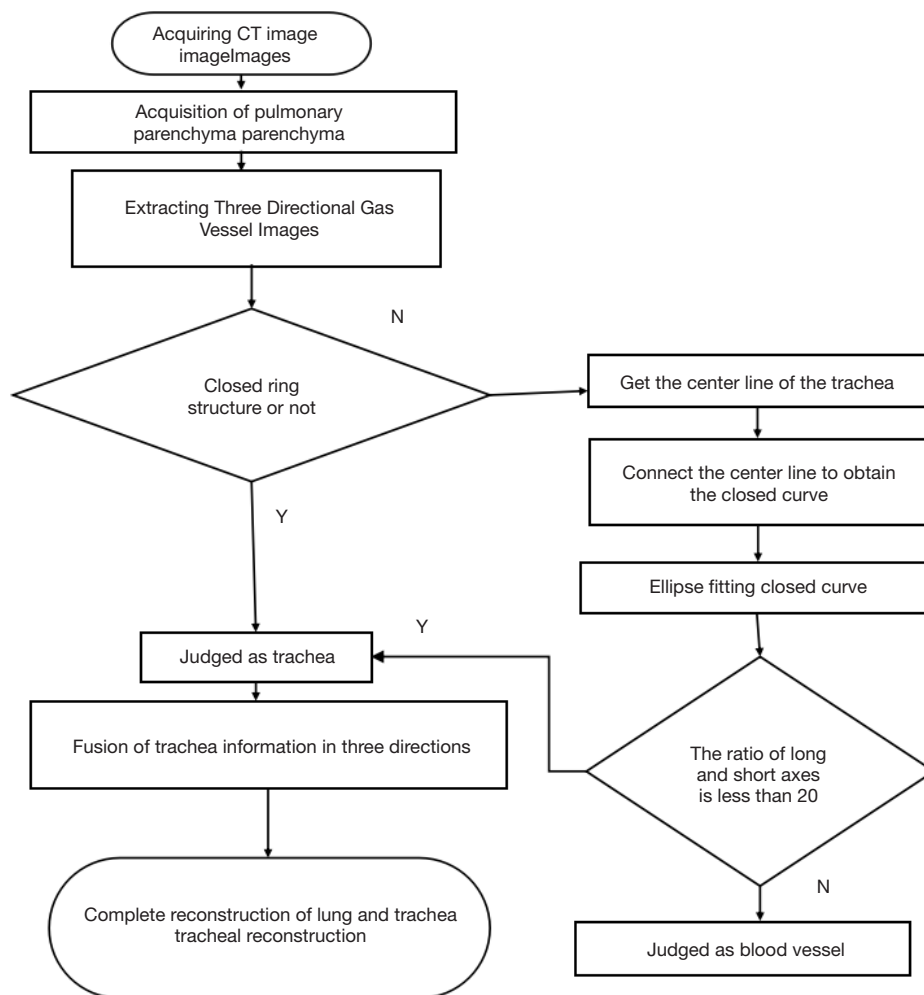 Acquiring CT image
imageImages
Acquisition of pulmonary
parenchyma parenchyma
Extracting Three Directional Gas
Vessel Images
N
Closed ring
structure or not
Y
Get the center line of the trachea
Connect the center line to obtain
the closed curve
Ellipse fitting closed curve
Y
Judged as trachea
The ratio of long
and short axes
is less than 20
Fusion of trachea information in three directions
N
Complete reconstruction of lung and trachea
tracheal reconstruction
Judged as blood vessel